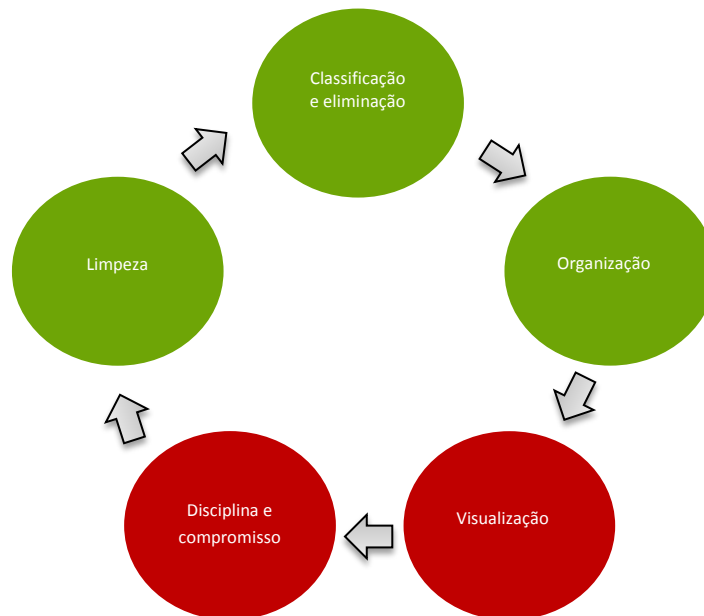 Classificação
e eliminação
Organização
Visualização
Disciplina e
compromisso
Limpeza